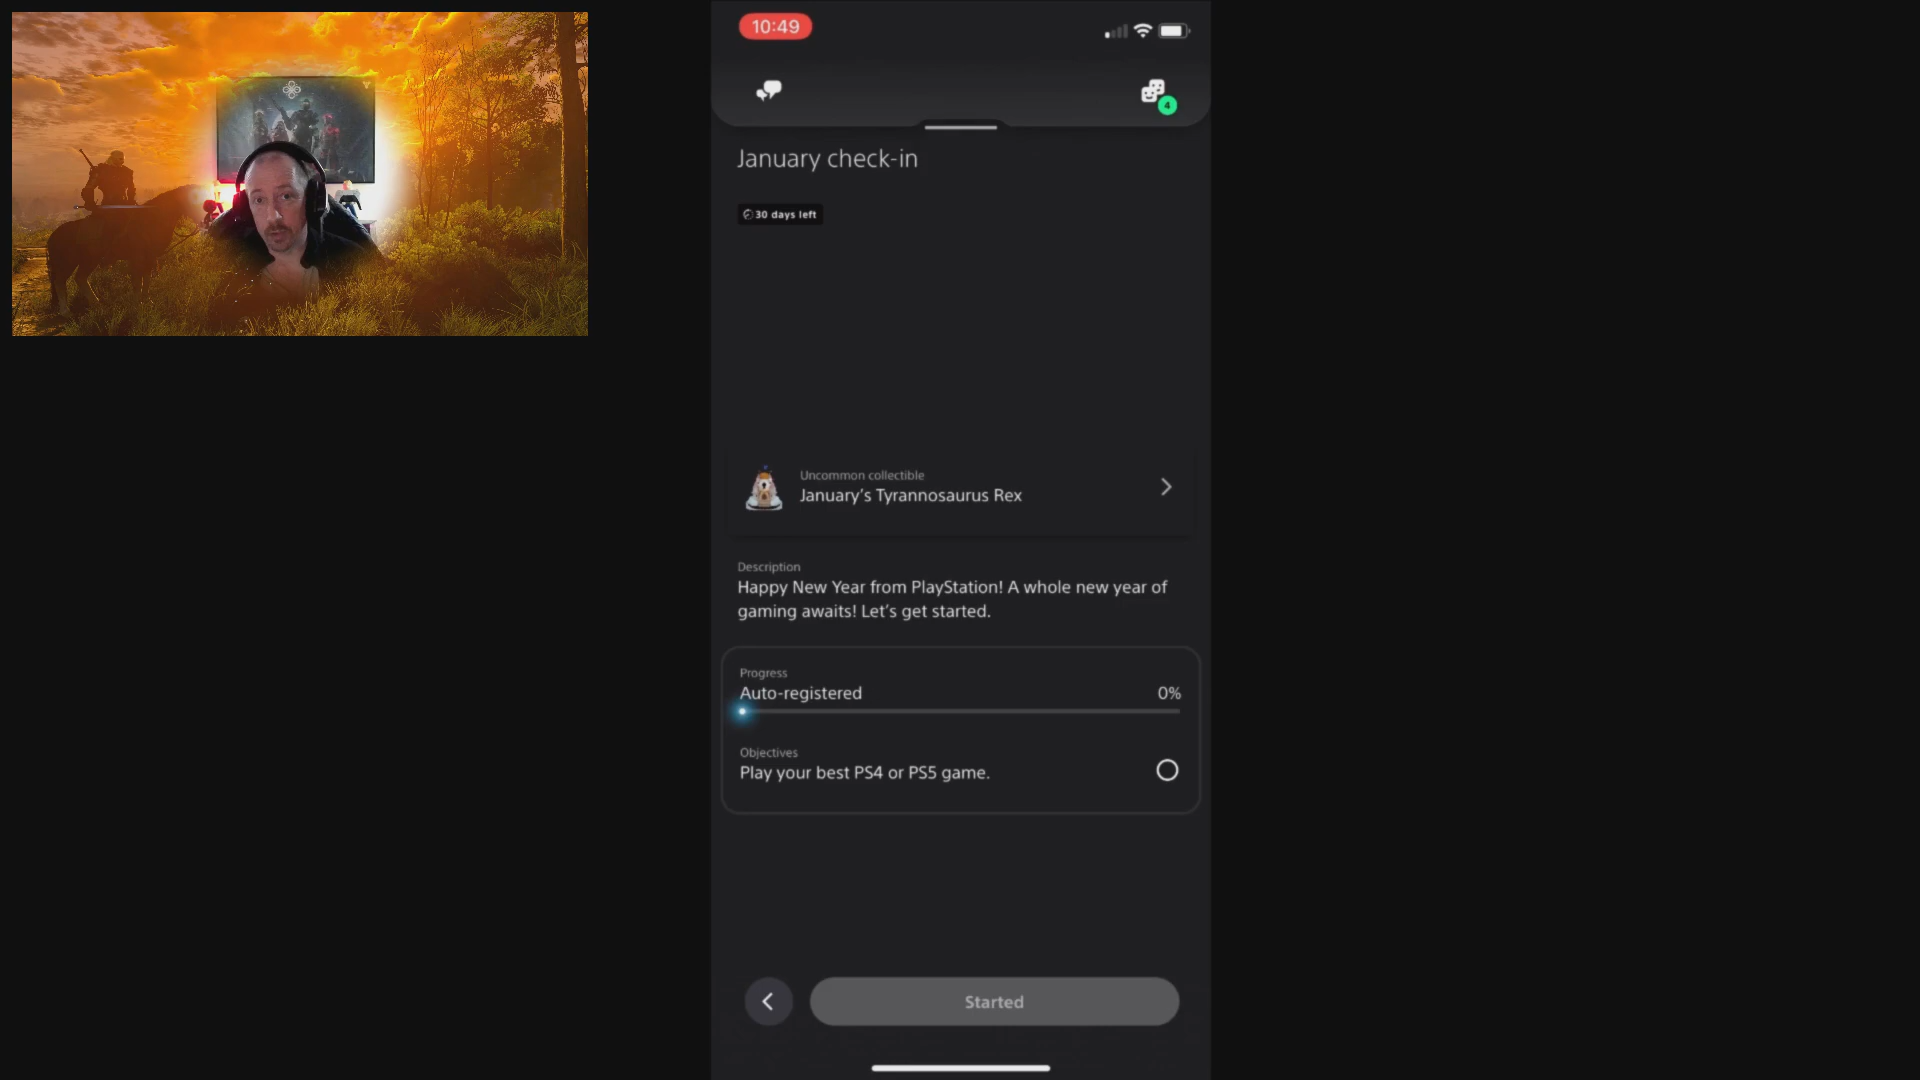 10:49
4
January check-in
30 days left
Uncommon collectible
January's Tyrannosaurus Rex
Description
Happy New Year from PlayStation! A whole new year of
gaming awaits! Let's get started.
Progress
Auto-registered
0%
Objectives
Play your best PS4 or PS5 game.
Started